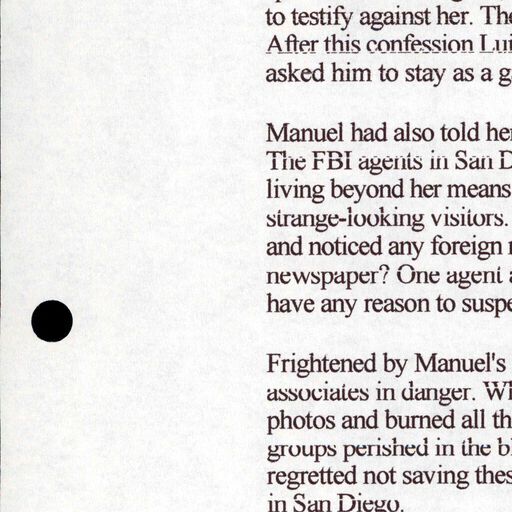 to testify against her. The
After this confession Lui
asked him to stay as a g
Manuel had also told her
The FBI agents in San D
living beyond her means
strange-looking visitors.
and noticed any foreign
newspaper? One agent a
have any reason to suspe
Frightened by Manuel's
associates in danger. Wh
photos and burned all th
groups perished in the bl
regretted not saving thes
in San Diego.